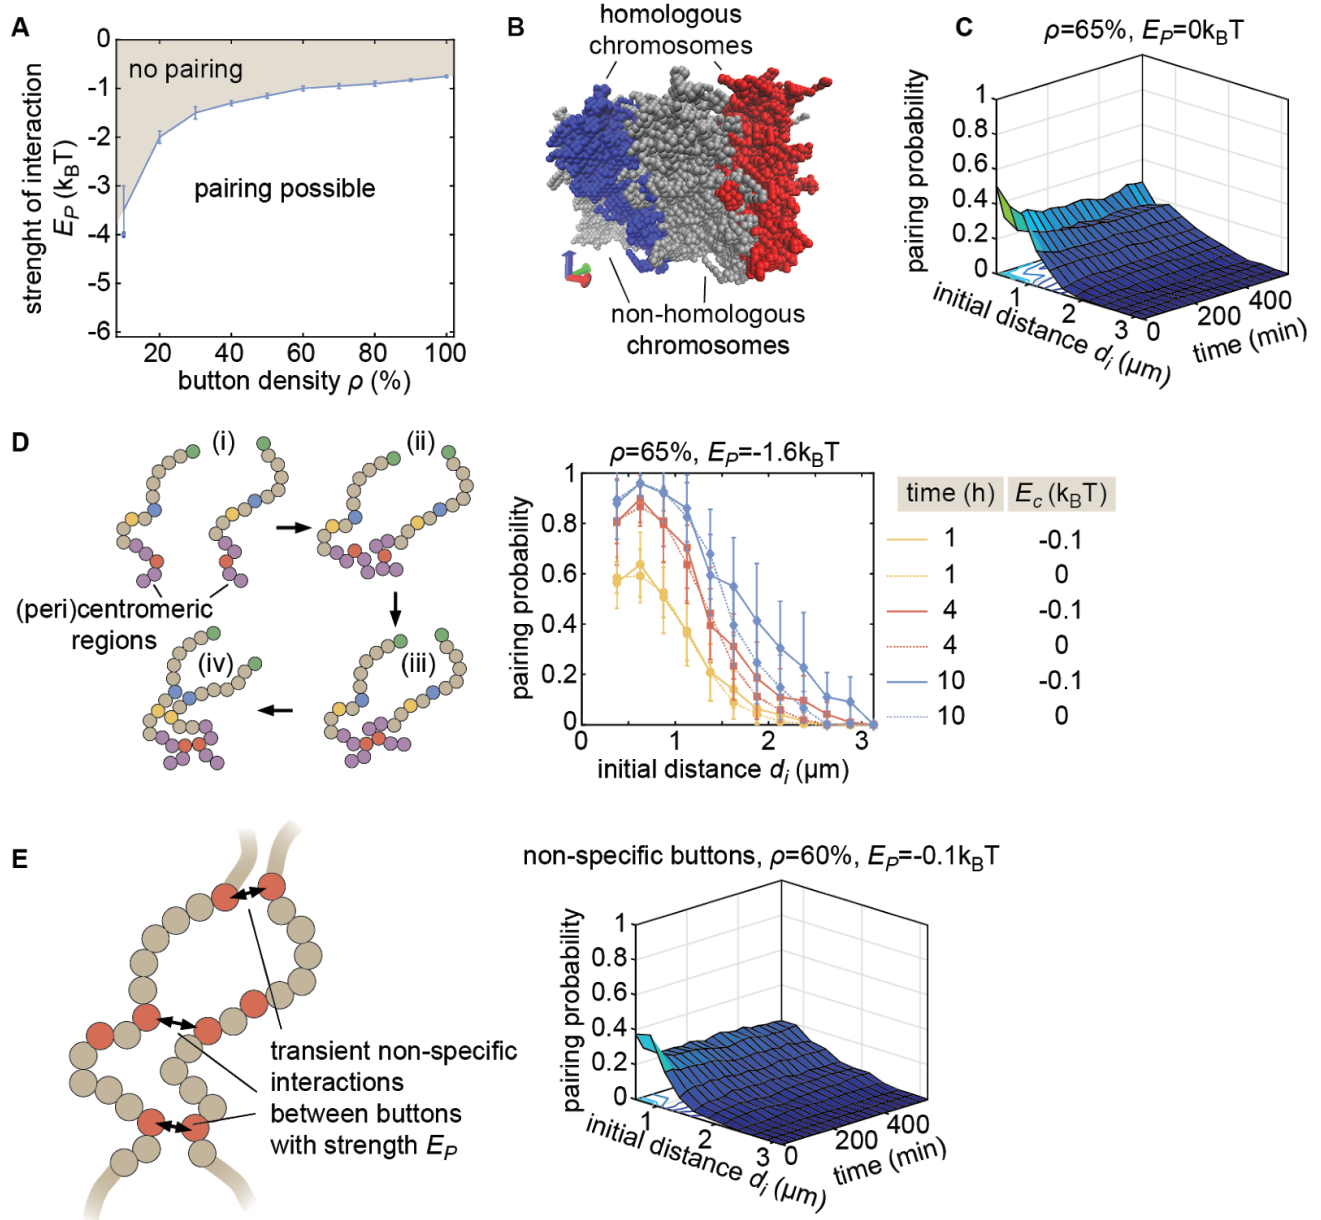 A
0
-1
-2
-3
-4
-5
-6
strenght of interaction
E_P (k_BT)
no pairing
pairing possible
20 40 60 80 100
button density ρ (%)
B
homologous
chromosomes
non-homologous
chromosomes
C
ρ=65%, E_P=0k_BT
1
0.8
0.6
0.4
0.2
0
pairing probability
1
2
3
initial distance d_i (µm)
0
200
400
time (min)
D
(i)
(ii)
(peri)centromeric
regions
(iv)
(iii)
ρ=65%, E_P=-1.6k_BT
1
0.8
0.6
0.4
0.2
0
pairing probability
0 1 2 3
initial distance d_i (µm)
time (h) E_c (k_BT)
1 -0.1
1 0
4 -0.1
4 0
10 -0.1
10 0
E
transient non-specific
interactions
between buttons
with strength E_P
non-specific buttons, ρ=60%, E_P=-0.1k_BT
1
0.8
0.6
0.4
0.2
0
pairing probability
1
2
3
initial distance d_i (µm)
0
200
400
time (min)